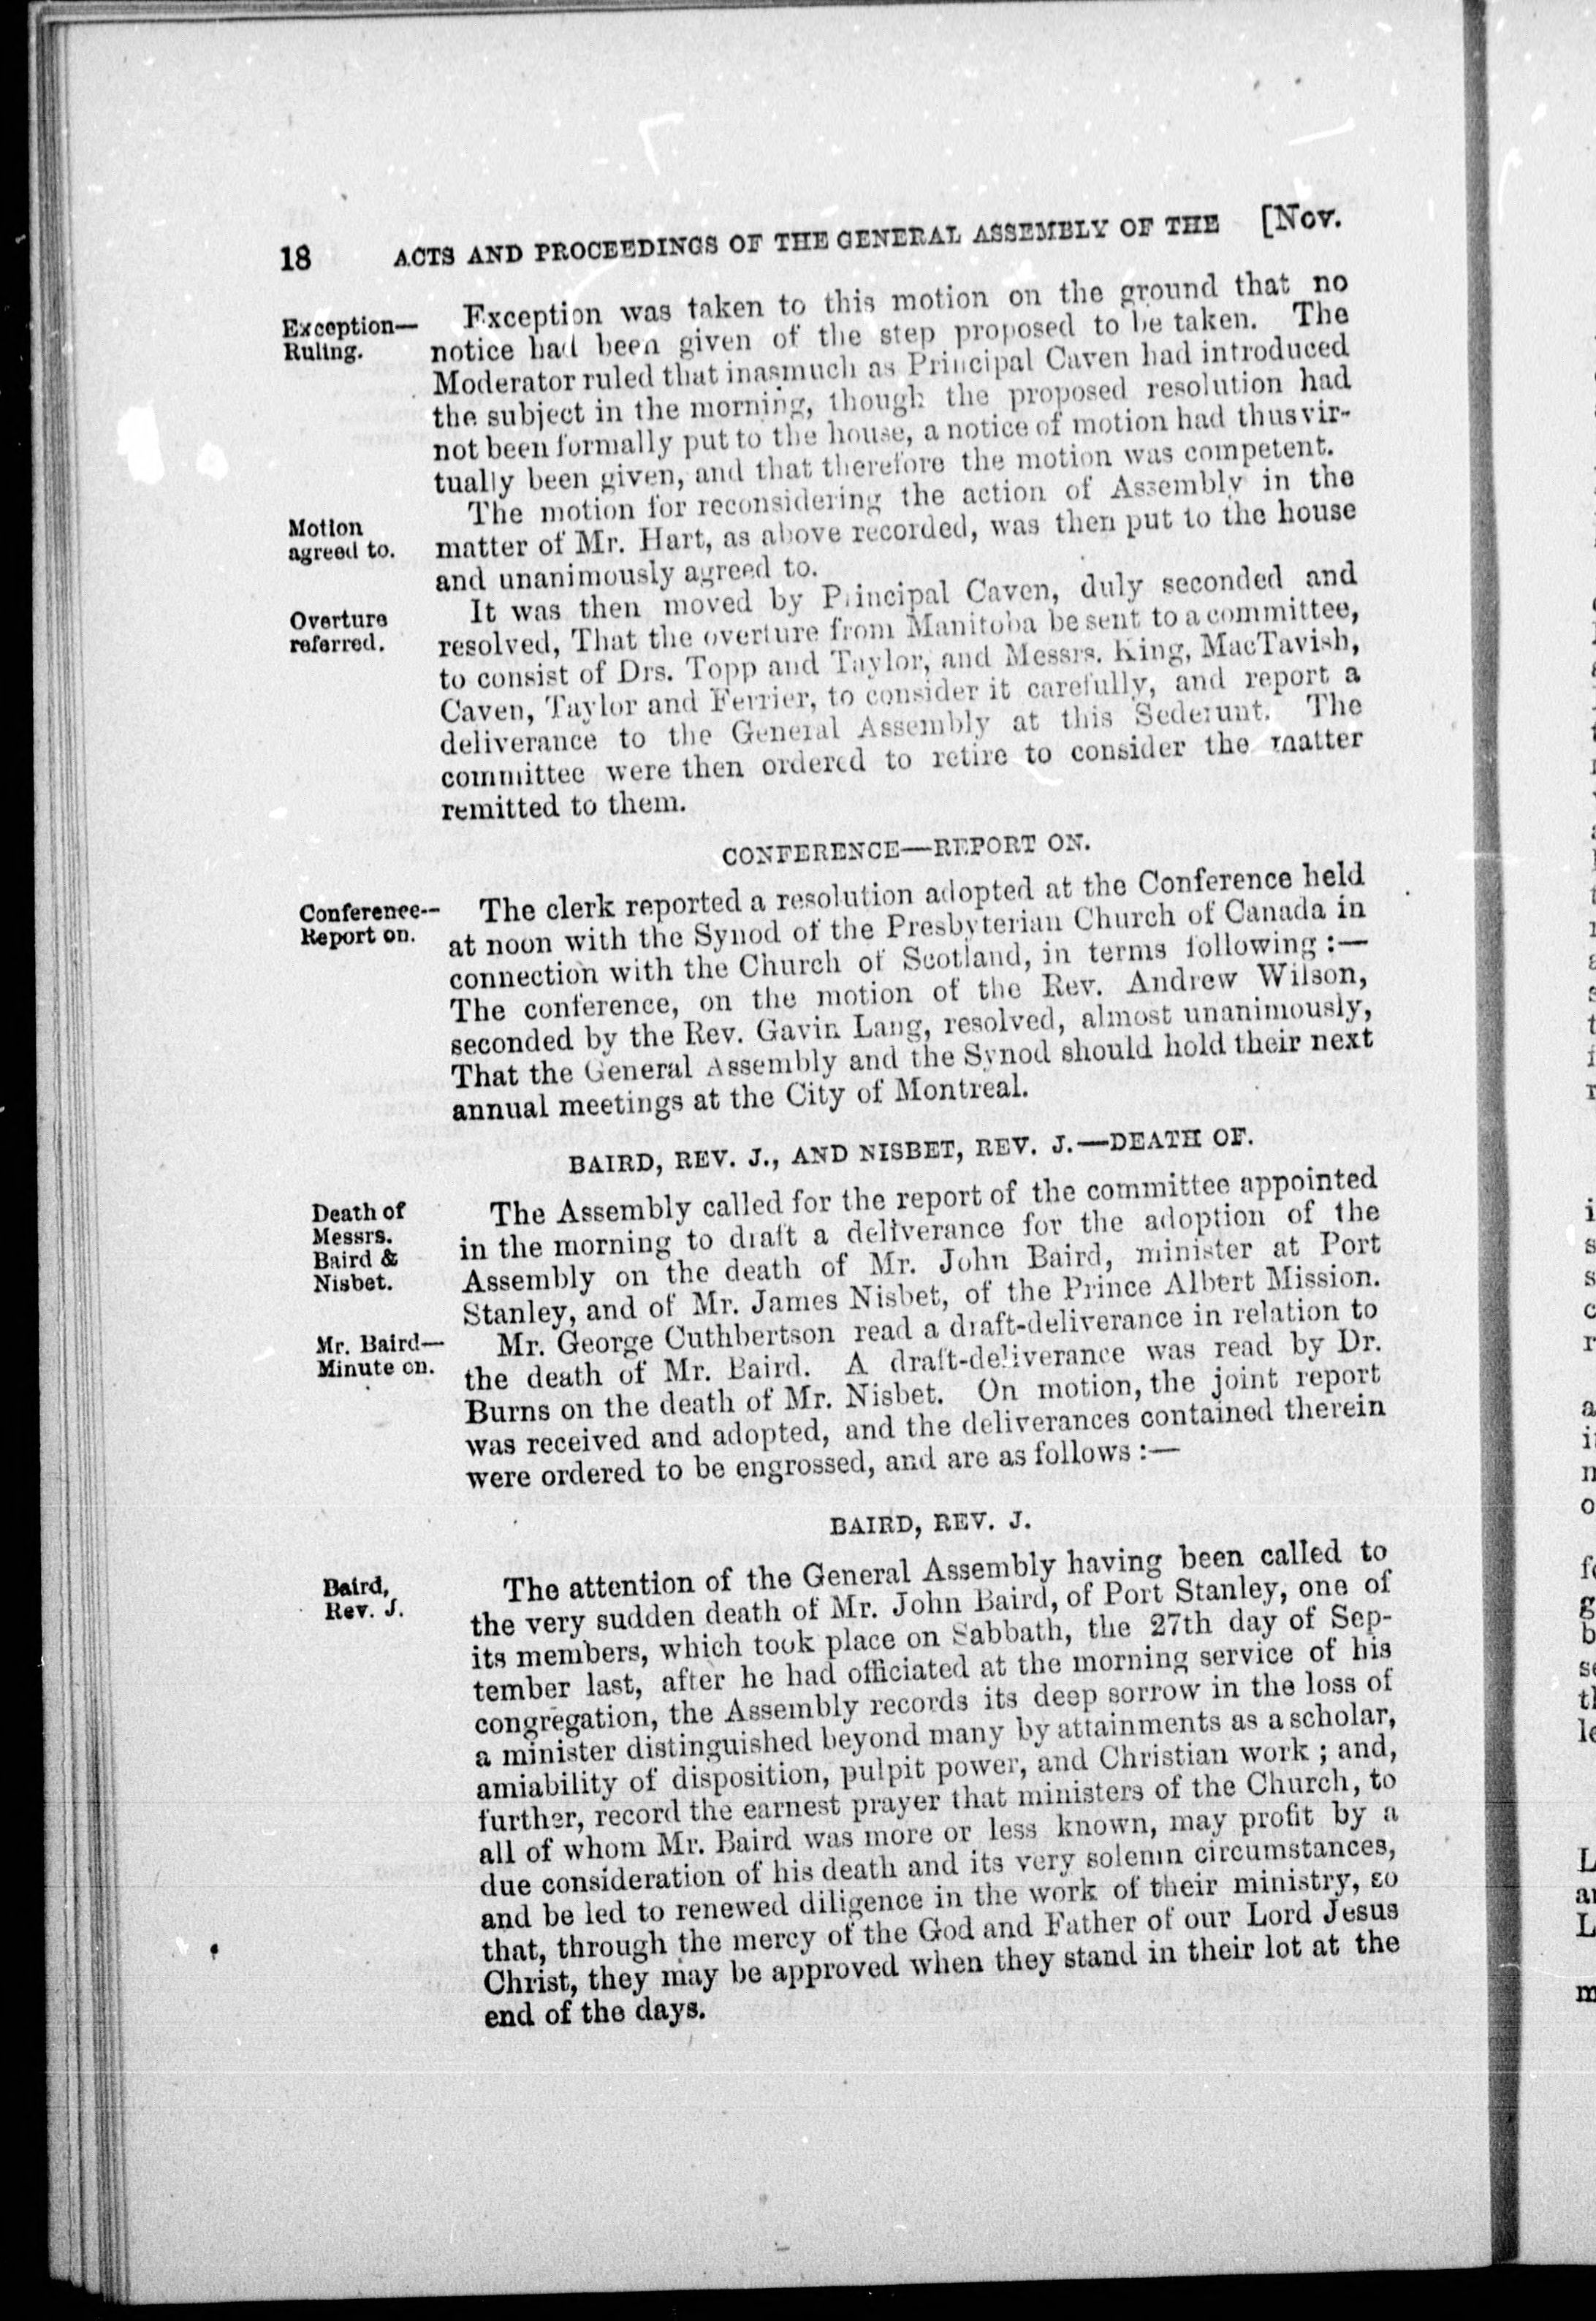 18 ACTS AND PROCEEDINGS OF THE GENERAL ASSEMBLY OF THE [Nov.
Exception—
Ruling.
Exception was taken to this motion on the ground that no
notice had been given of the step proposed to be taken. The
Moderator ruled that inasmuch as Principal Caven had introduced
the subject in the morning, though the proposed resolution had
not been formally put to the house, a notice of motion had thus vir-
tually been given, and that therefore the motion was competent.
Motion
agreed to.
The motion for reconsidering the action of Assembly in the
matter of Mr. Hart, as above recorded, was then put to the house
and unanimously agreed to.
Overture
referred.
It was then moved by Principal Caven, duly seconded and
resolved, That the overture from Manitoba be sent to a committee,
to consist of Drs. Topp and Taylor, and Messrs. King, MacTavish,
Caven, Taylor and Ferrier, to consider it carefully, and report a
deliverance to the General Assembly at this Sederunt. The
committee were then ordered to retire to consider the matter
remitted to them.
CONFERENCE—REPORT ON.
Conference--
Report on.
The clerk reported a resolution adopted at the Conference held
at noon with the Synod of the Presbyterian Church of Canada in
connection with the Church of Scotland, in terms following :—
The conference, on the motion of the Rev. Andrew Wilson,
seconded by the Rev. Gavin Lang, resolved, almost unanimously,
That the General Assembly and the Synod should hold their next
annual meetings at the City of Montreal.
BAIRD, REV. J., AND NISBET, REV. J.—DEATH OF.
Death of
Messrs.
Baird &
Nisbet.
The Assembly called for the report of the committee appointed
in the morning to draft a deliverance for the adoption of the
Assembly on the death of Mr. John Baird, minister at Port
Stanley, and of Mr. James Nisbet, of the Prince Albert Mission.
Mr. Baird—
Minute on.
Mr. George Cuthbertson read a draft-deliverance in relation to
the death of Mr. Baird. A draft-deliverance was read by Dr.
Burns on the death of Mr. Nisbet. On motion, the joint report
was received and adopted, and the deliverances contained therein
were ordered to be engrossed, and are as follows :—
BAIRD, REV. J.
Baird,
Rev. J.
The attention of the General Assembly having been called to
the very sudden death of Mr. John Baird, of Port Stanley, one of
its members, which took place on Sabbath, the 27th day of Sep-
tember last, after he had officiated at the morning service of his
congregation, the Assembly records its deep sorrow in the loss of
a minister distinguished beyond many by attainments as a scholar,
amiability of disposition, pulpit power, and Christian work ; and,
further, record the earnest prayer that ministers of the Church, to
all of whom Mr. Baird was more or less known, may profit by a
due consideration of his death and its very solemn circumstances,
and be led to renewed diligence in the work of their ministry, so
that, through the mercy of the God and Father of our Lord Jesus
Christ, they may be approved when they stand in their lot at the
end of the days.